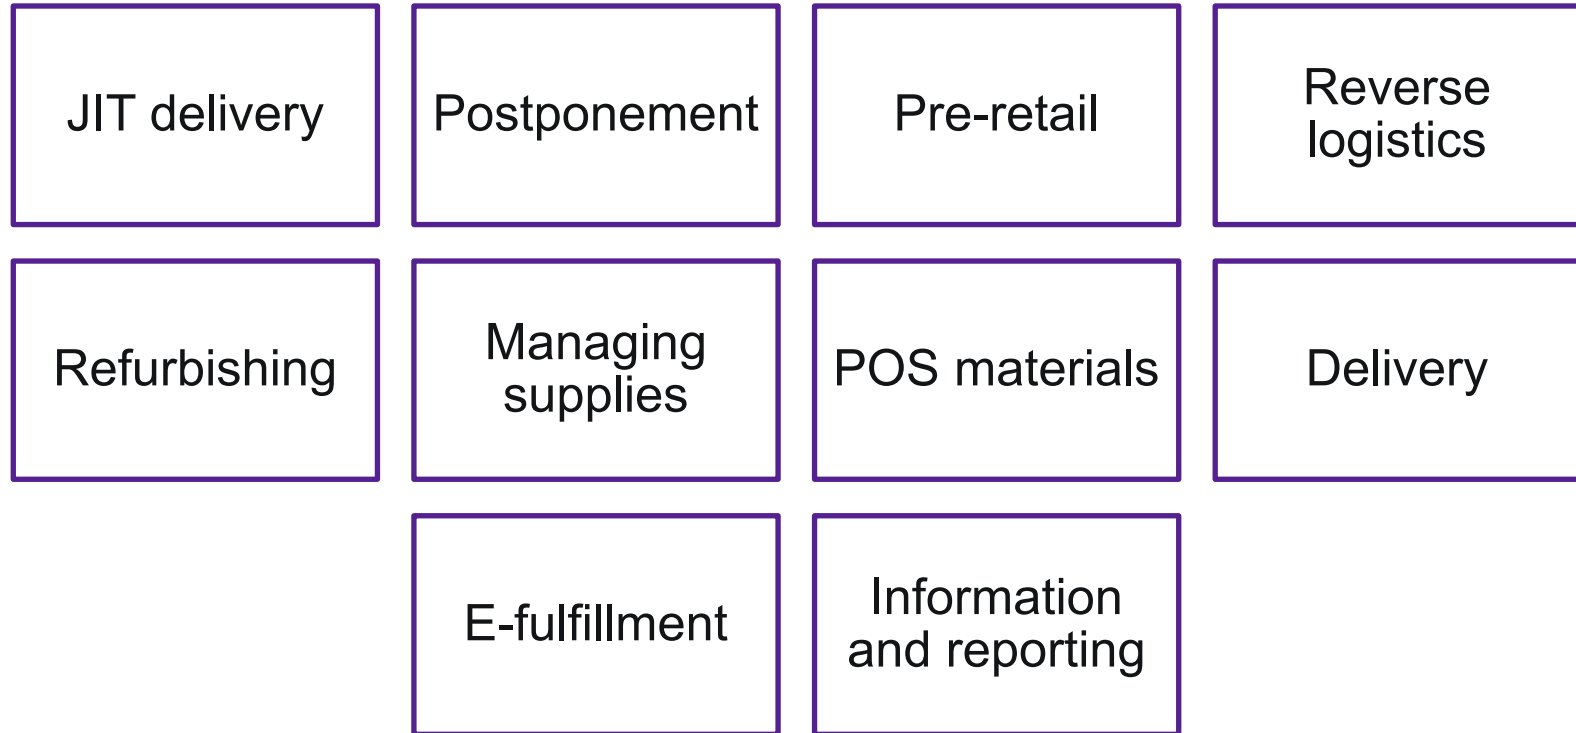 JIT delivery
Postponement
Pre-retail
Reverse
logistics
Refurbishing
Managing
supplies
POS materials
Delivery
E-fulfillment
Information
and reporting